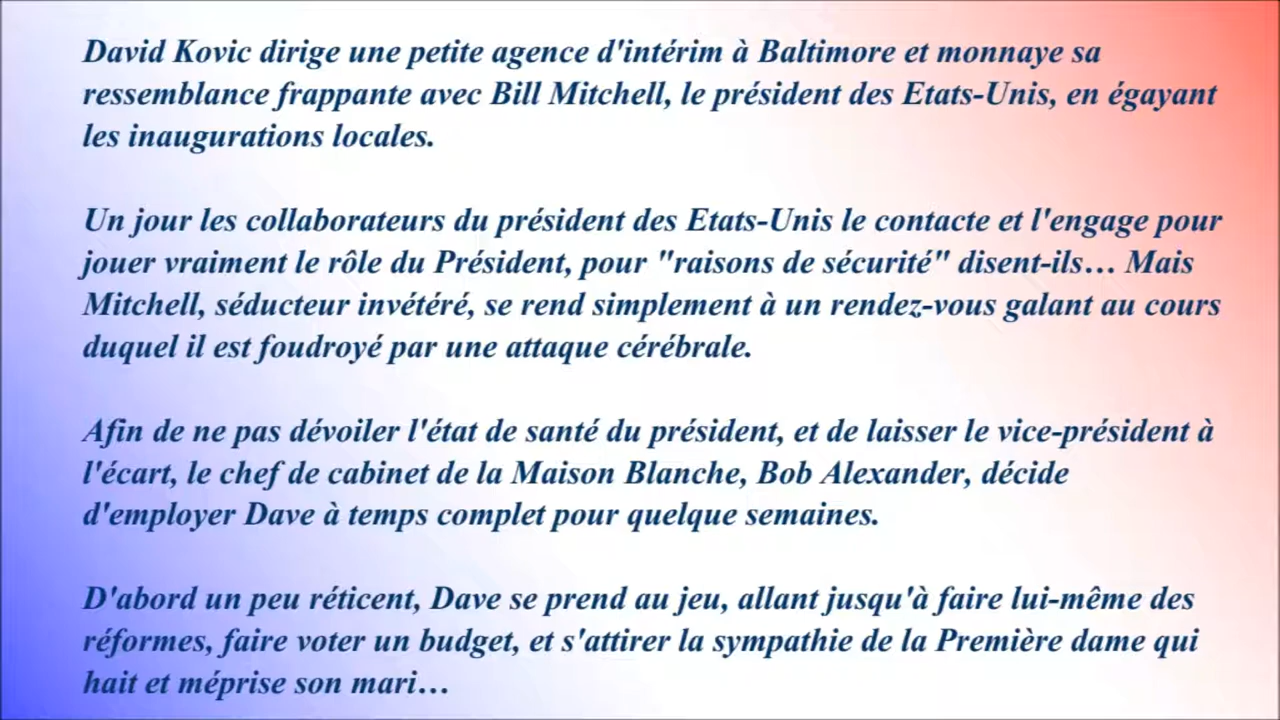 David Kovic dirige une petite agence d'intérim à Baltimore et monnaye sa
ressemblance frappante avec Bill Mitchell, le président des Etats-Unis, en égayant
les inaugurations locales.
Un jour les collaborateurs du président des Etats-Unis le contacte et l'engage pour
jouer vraiment le rôle du Président, pour "raisons de sécurité" disent-ils… Mais
Mitchell, séducteur invétéré, se rend simplement à un rendez-vous galant au cours
duquel il est foudroyé par une attaque cérébrale.
Afin de ne pas dévoiler l'état de santé du président, et de laisser le vice-président à
l'écart, le chef de cabinet de la Maison Blanche, Bob Alexander, décide
d'employer Dave à temps complet pour quelque semaines.
D'abord un peu réticent, Dave se prend au jeu, allant jusqu'à faire lui-même des
réformes, faire voter un budget, et s'attirer la sympathie de la Première dame qui
hait et méprise son mari…